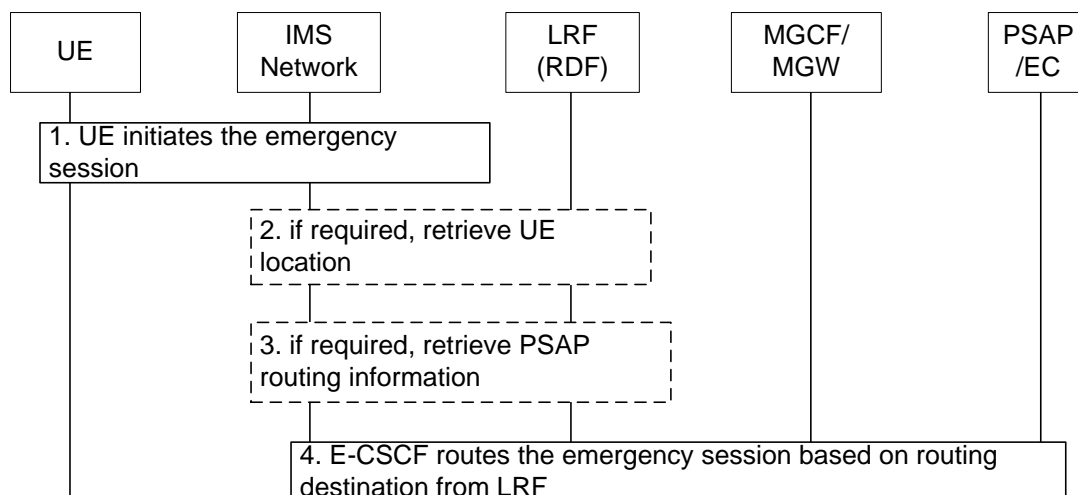 UE
IMS
Network
LRF
(RDF)
MGCF/
MGW
PSAP
/EC
1. UE initiates the emergency
session
2. if required, retrieve UE
location
3. if required, retrieve PSAP
routing information
4. E-CSCF routes the emergency session based on routing
destination from LRF